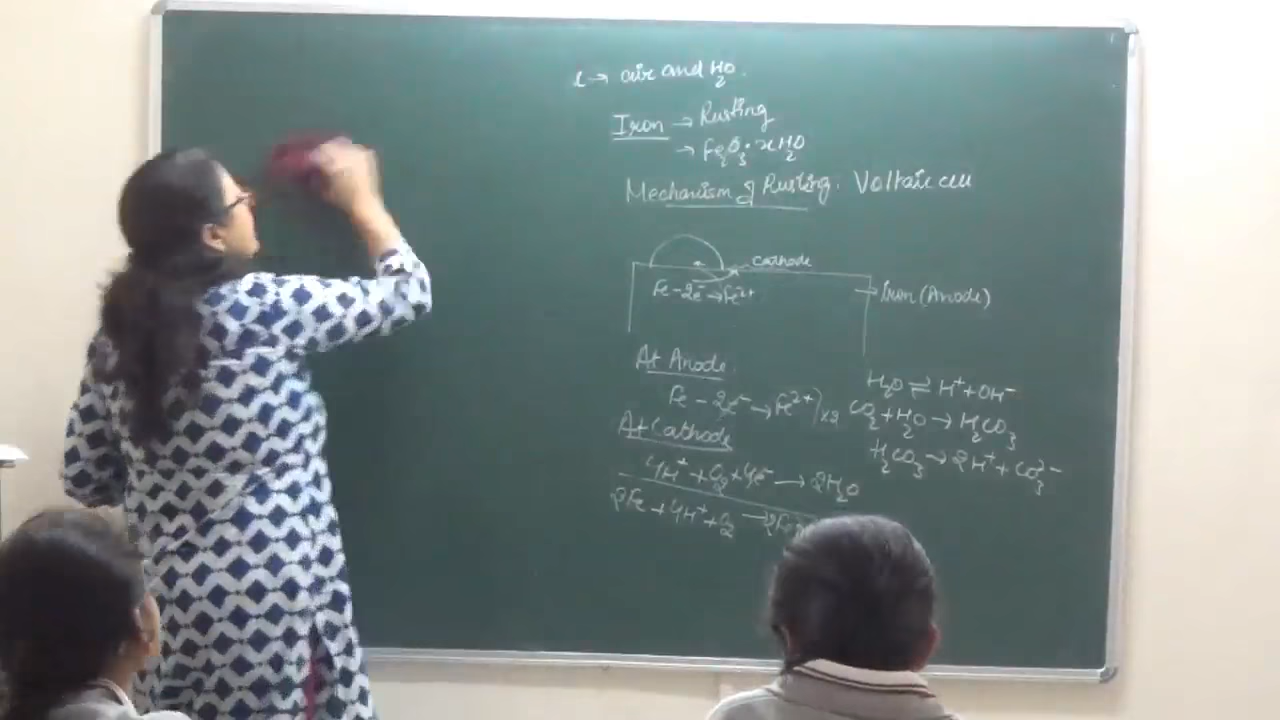 → air and H₂O.
Iron → Rusting
→ Fe₂O₃.xH₂O
Mechanism of Rusting. Voltaic cell
cathode
Fe-2e⁻→Fe²⁺
Iron (Anode)
At Anode
Fe - 2e⁻ → Fe²⁺)x2
At Cathode
4H⁺+O₂+4e⁻ → 2H₂O
2Fe+4H⁺+O₂ → 2Fe
H₂O ⇌ H⁺+OH⁻
CO₂+H₂O → H₂CO₃
H₂CO₃ → 2H⁺+CO₃²⁻